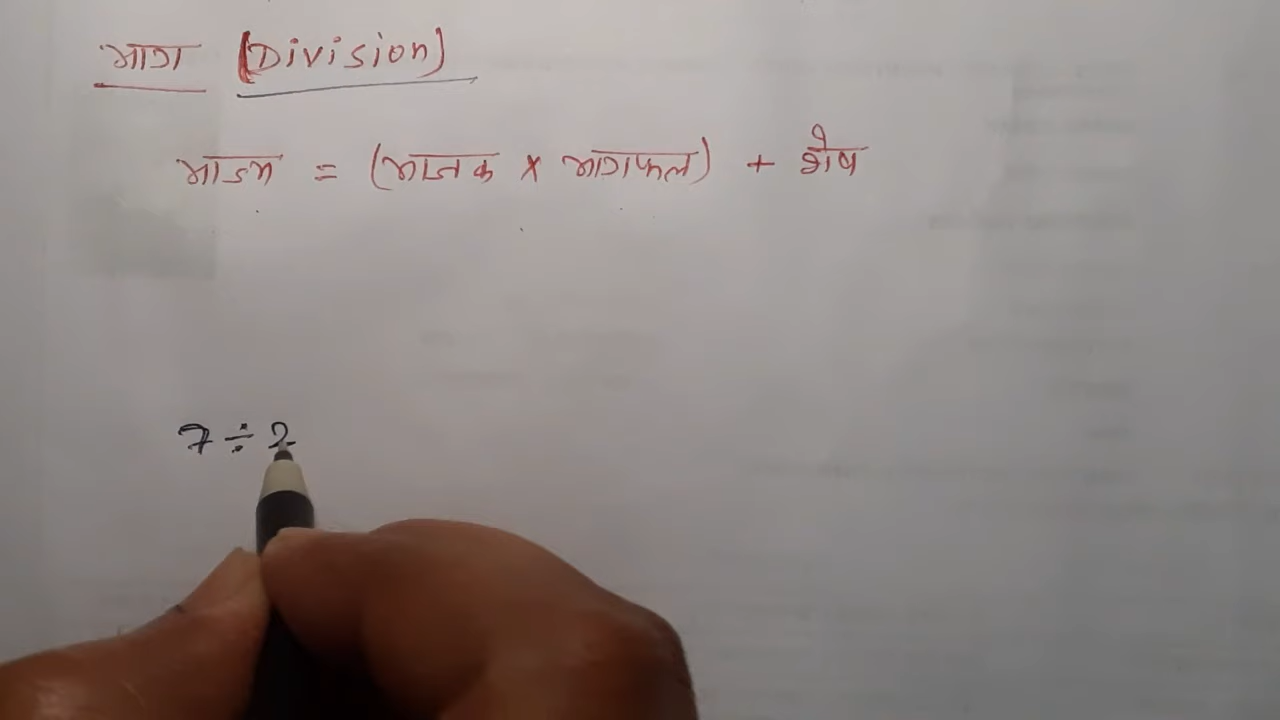 भाग (Division)
भाज्य = (भाजक × भागफल) + शेष
7 ÷ 2